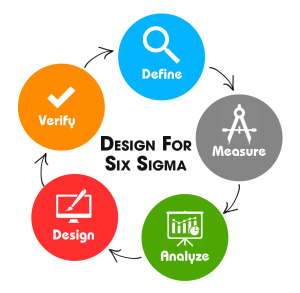 Define
Measure
Analyze
Design
Verify
Design For
Six Sigma